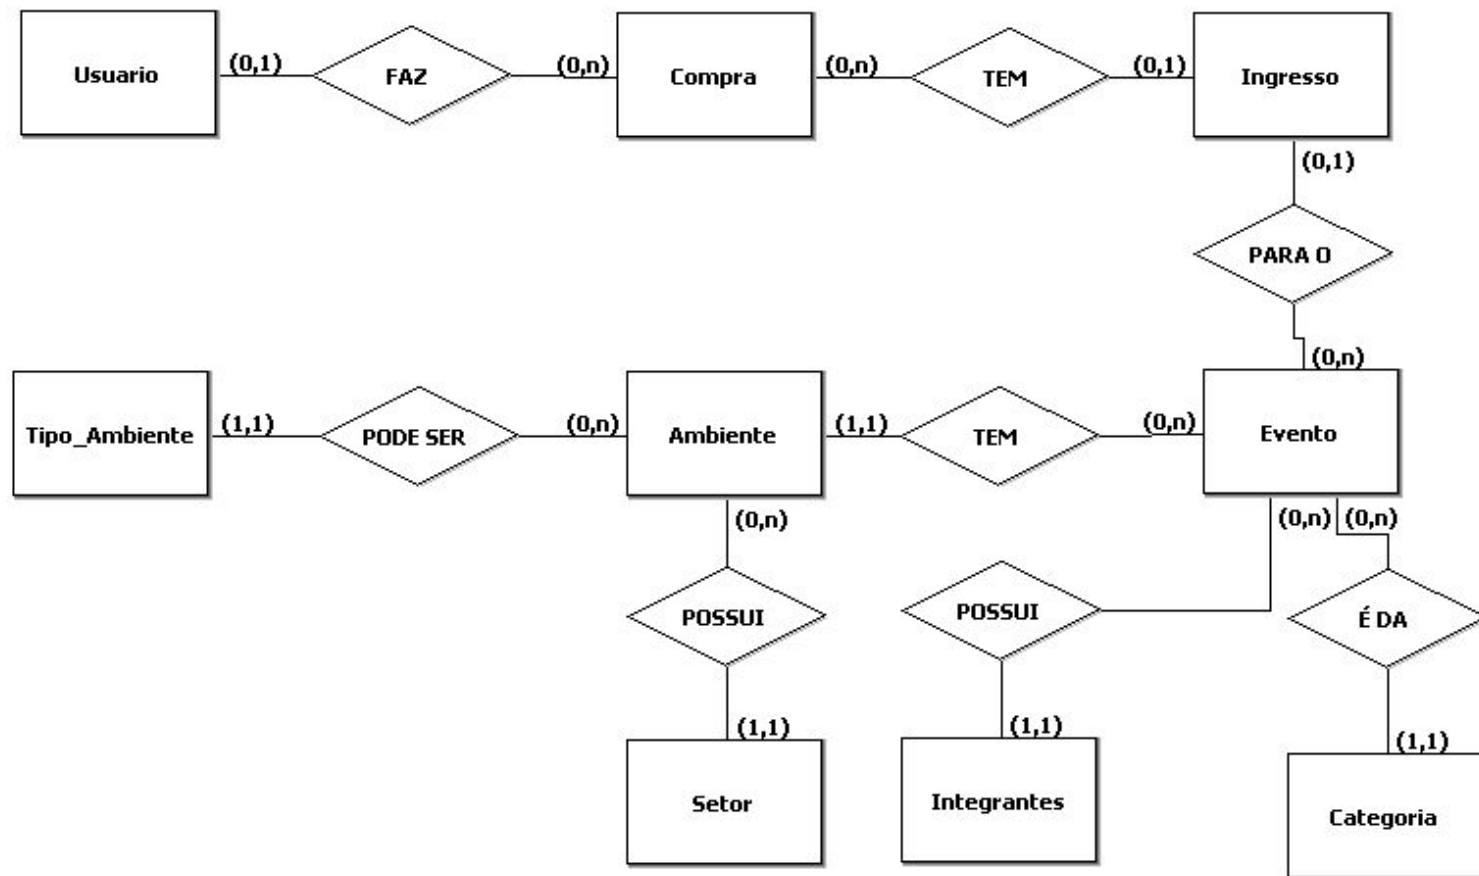 Usuario (0,1) FAZ (0,n) Compra (0,n) TEM (0,1) Ingresso
(0,1)
PARA O
(0,n)
Tipo_Ambiente (1,1) PODE SER (0,n) Ambiente (1,1) TEM (0,n) Evento
(0,n) (0,n) (0,n)
POSSUI POSSUI É DA
(1,1) (1,1) (1,1)
Setor Integrantes Categoria